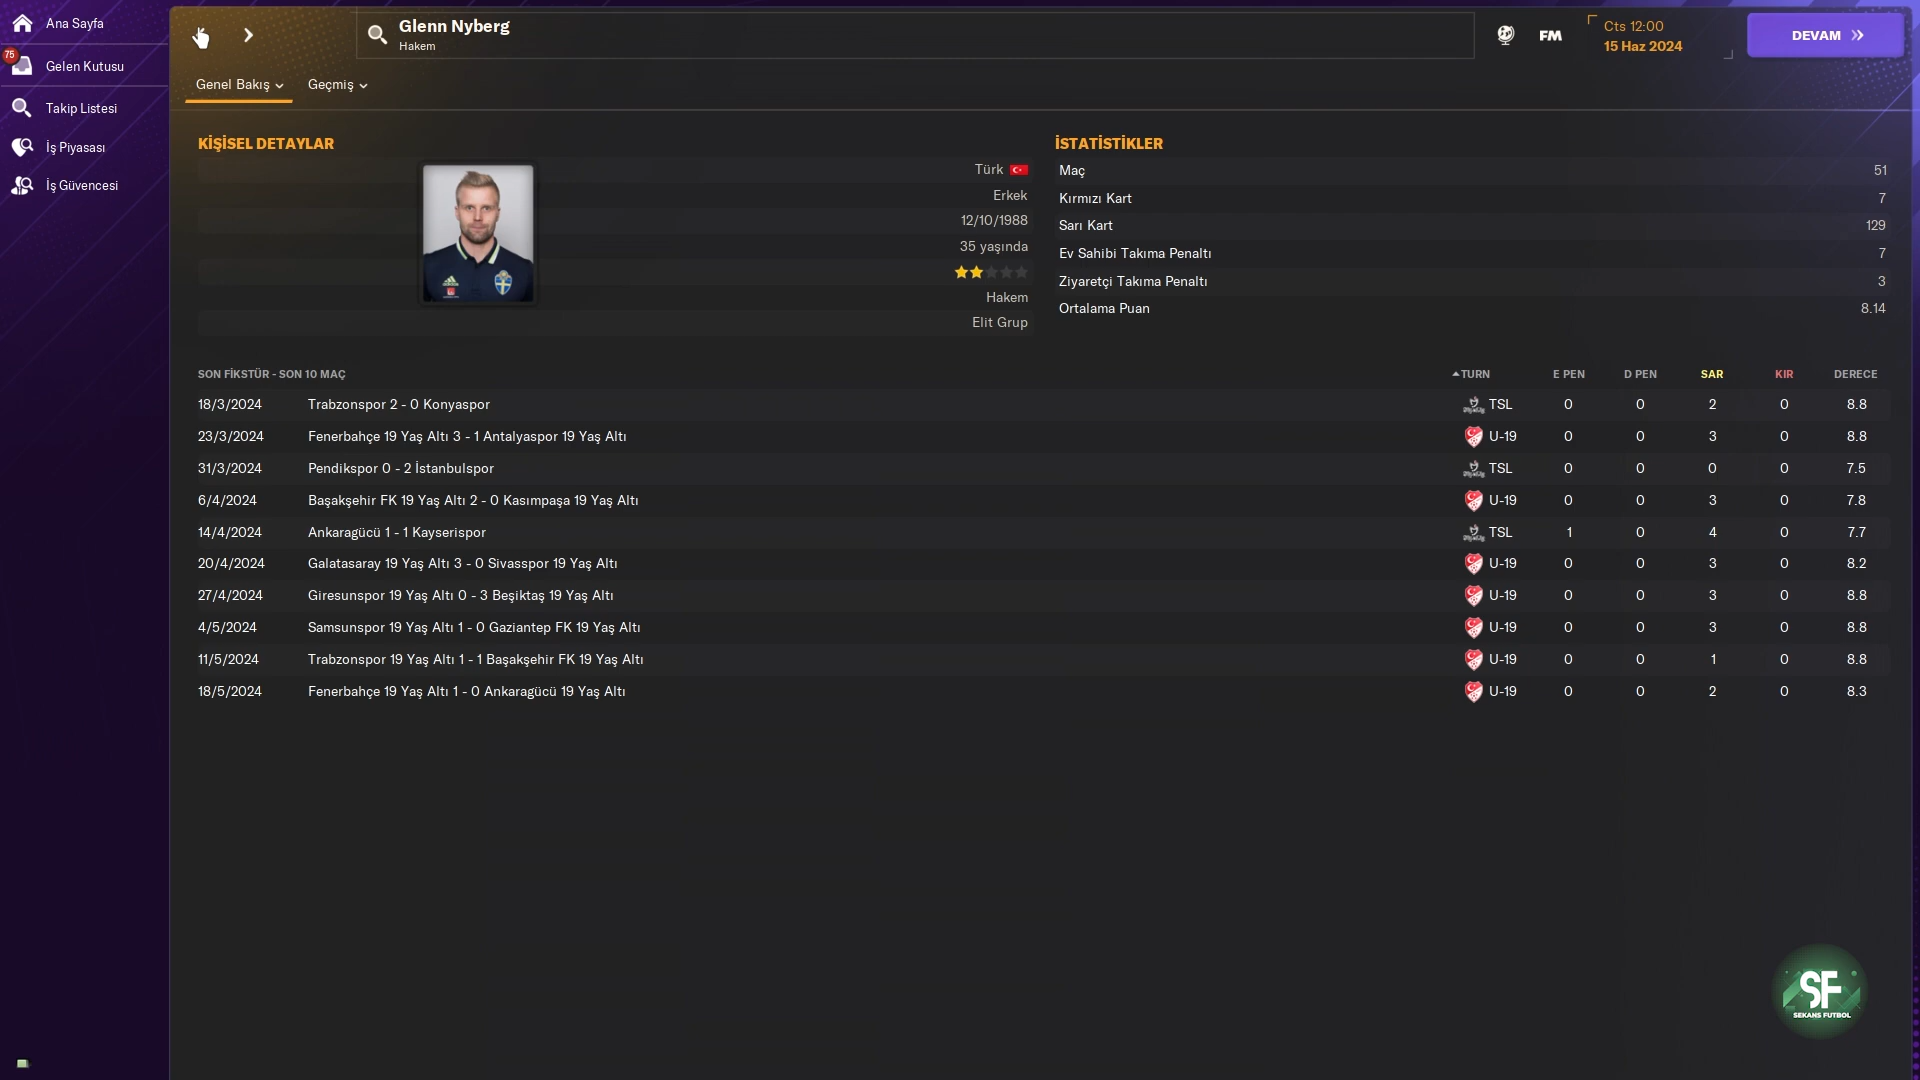 Ana Sayfa
75
Gelen Kutusu
Takip Listesi
İş Piyasası
İş Güvencesi
Glenn Nyberg
Hakem
FM
Cts 12:00
15 Haz 2024
DEVAM
Genel Bakış
Geçmiş
KİŞİSEL DETAYLAR
Türk
Erkek
12/10/1988
35 yaşında
Hakem
Elit Grup
İSTATİSTİKLER
Maç 51
Kırmızı Kart 7
Sarı Kart 129
Ev Sahibi Takıma Penaltı 7
Ziyaretçi Takıma Penaltı 3
Ortalama Puan 8.14
SON FİKSTÜR - SON 10 MAÇ TURN E PEN D PEN SAR KIR DERECE
18/3/2024 Trabzonspor 2 - 0 Konyaspor TSL 0 0 2 0 8.8
23/3/2024 Fenerbahçe 19 Yaş Altı 3 - 1 Antalyaspor 19 Yaş Altı U-19 0 0 3 0 8.8
31/3/2024 Pendikspor 0 - 2 İstanbulspor TSL 0 0 0 0 7.5
6/4/2024 Başakşehir FK 19 Yaş Altı 2 - 0 Kasımpaşa 19 Yaş Altı U-19 0 0 3 0 7.8
14/4/2024 Ankaragücü 1 - 1 Kayserispor TSL 1 0 4 0 7.7
20/4/2024 Galatasaray 19 Yaş Altı 3 - 0 Sivasspor 19 Yaş Altı U-19 0 0 3 0 8.2
27/4/2024 Giresunspor 19 Yaş Altı 0 - 3 Beşiktaş 19 Yaş Altı U-19 0 0 3 0 8.8
4/5/2024 Samsunspor 19 Yaş Altı 1 - 0 Gaziantep FK 19 Yaş Altı U-19 0 0 3 0 8.8
11/5/2024 Trabzonspor 19 Yaş Altı 1 - 1 Başakşehir FK 19 Yaş Altı U-19 0 0 1 0 8.8
18/5/2024 Fenerbahçe 19 Yaş Altı 1 - 0 Ankaragücü 19 Yaş Altı U-19 0 0 2 0 8.3
SF
SEKANS FUTBOL